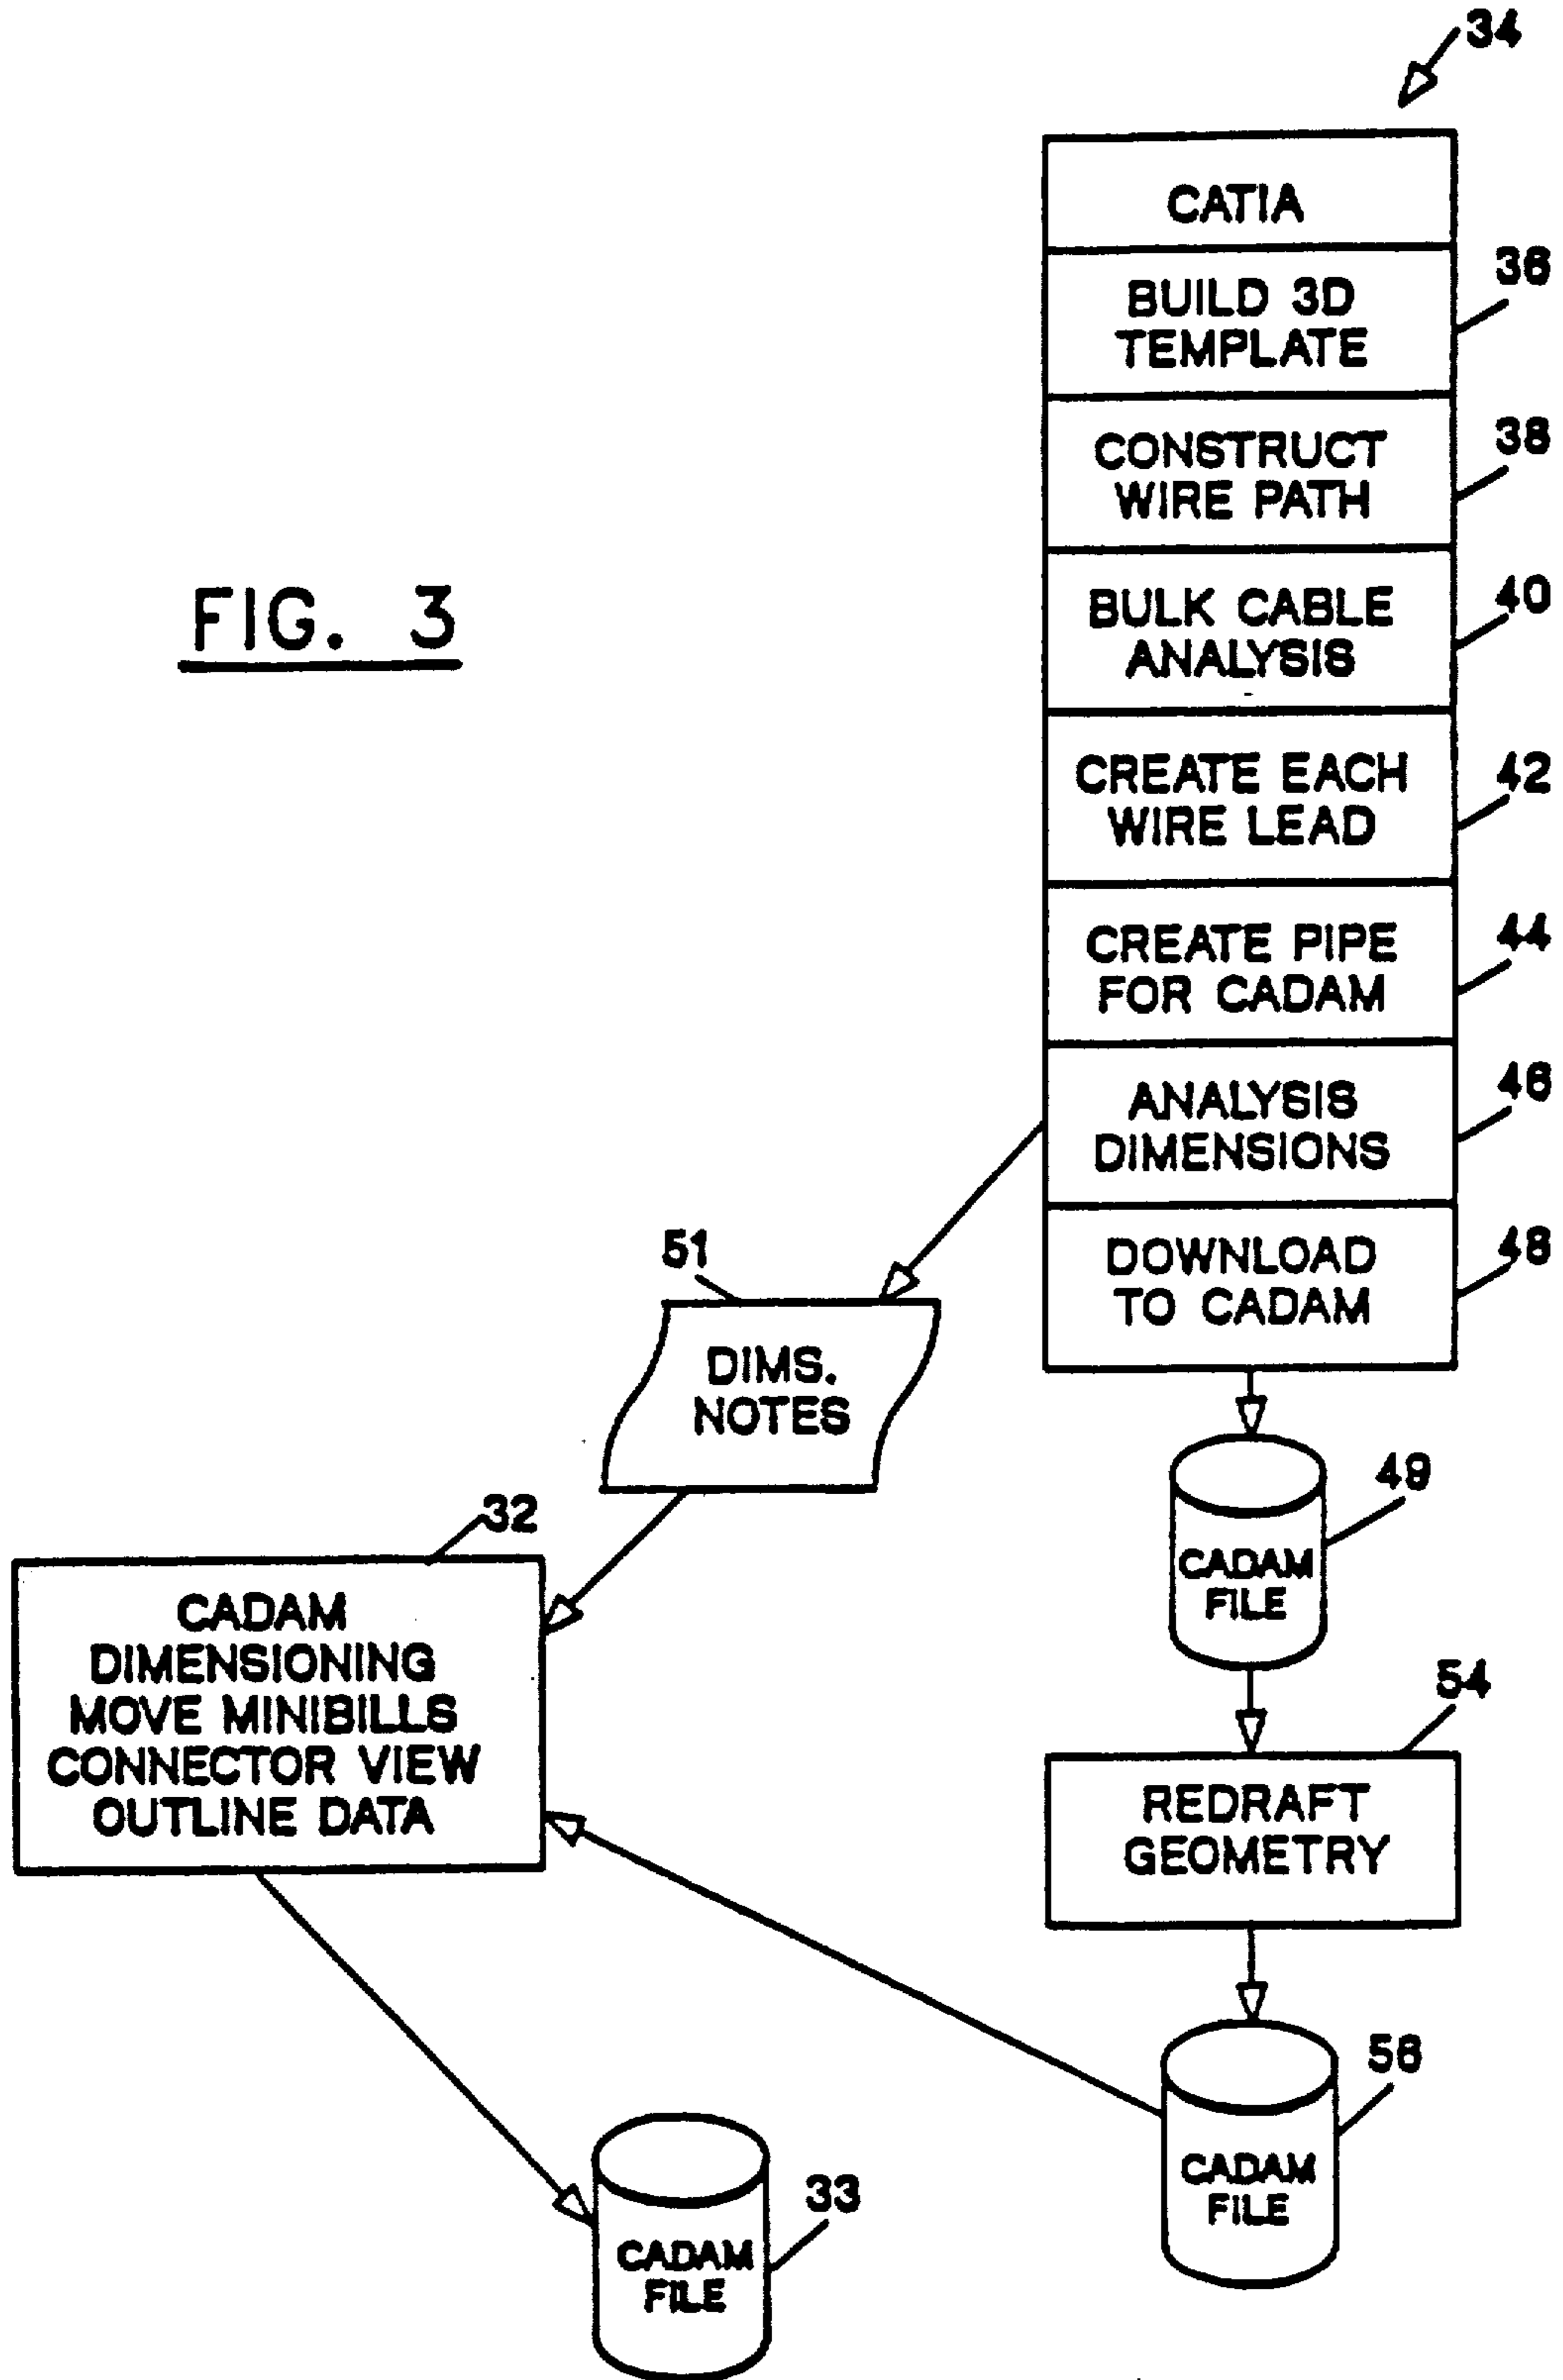 34
CATIA
BUILD 3D
TEMPLATE
36
CONSTRUCT
WIRE PATH
38
FIG. 3
BULK CABLE
ANALYSIS
40
CREATE EACH
WIRE LEAD
42
CREATE PIPE
FOR CADAM
44
ANALYSIS
DIMENSIONS
46
DOWNLOAD
TO CADAM
48
51
DIMS.
NOTES
49
CADAM
FILE
32
CADAM
DIMENSIONING
MOVE MINIBILLS
CONNECTOR VIEW
OUTLINE DATA
54
REDRAFT
GEOMETRY
56
CADAM
FILE
33
CADAM
FILE